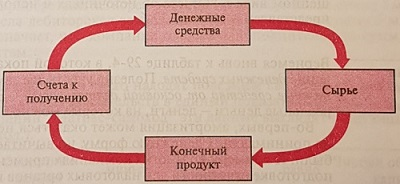 Денежные
средства
Сырье
Конечный
продукт
Счета к
получению